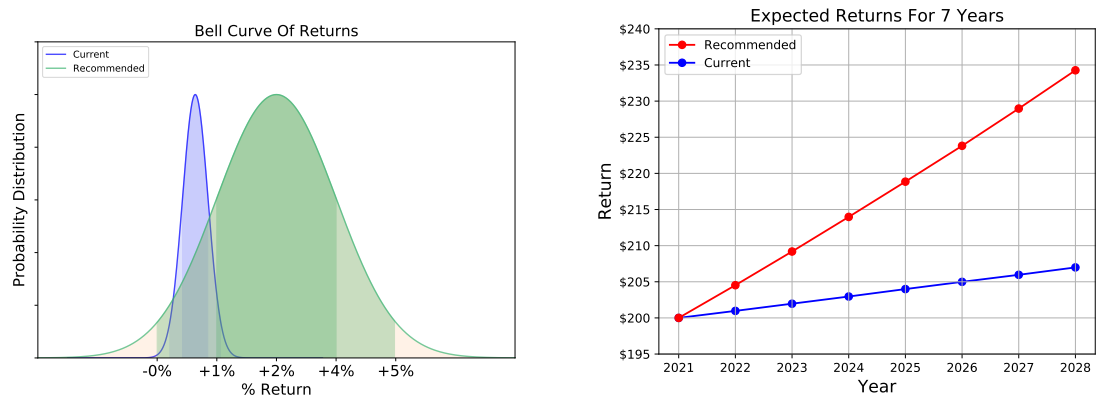 Bell Curve Of Returns
Current
Recommended
Probability Distribution
-0%
+1%
+2%
+4%
+5%
% Return
Expected Returns For 7 Years
Recommended
Current
$240
$235
$230
$225
$220
$215
$210
$205
$200
$195
Return
2021
2022
2023
2024
2025
2026
2027
2028
Year